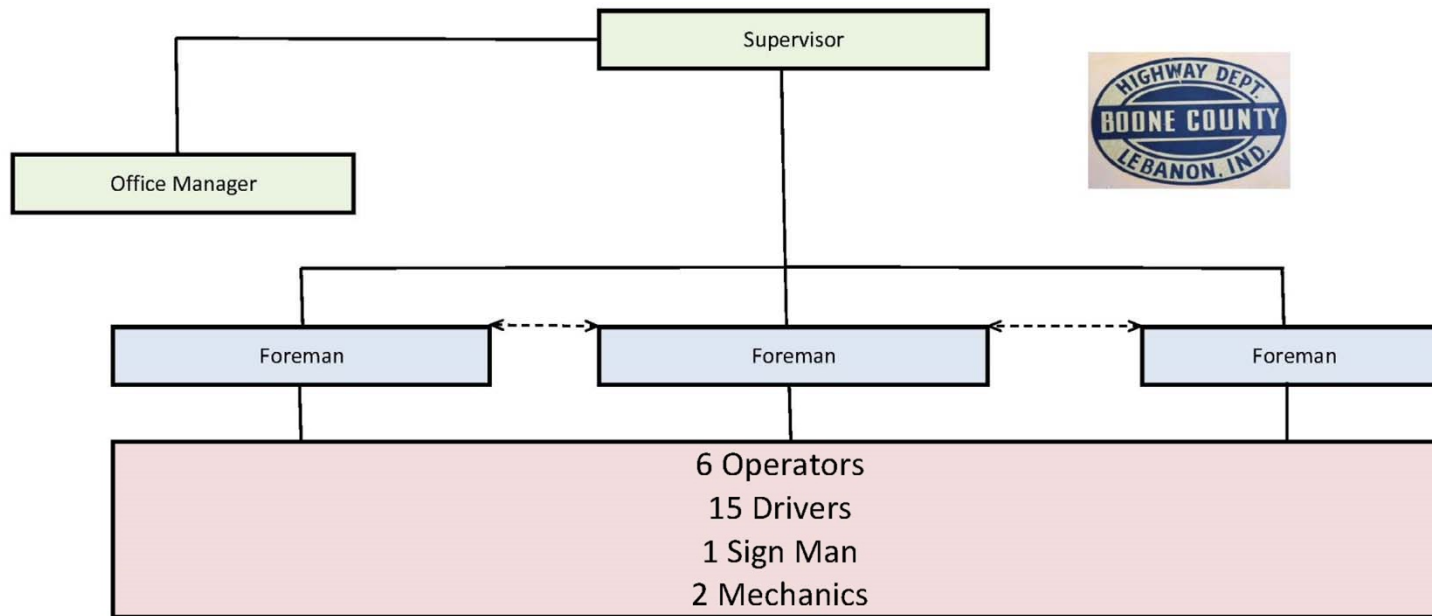 Supervisor
HIGHWAY DEPT.
BOONE COUNTY
LEBANON, IND.
Office Manager
Foreman
Foreman
Foreman
6 Operators
15 Drivers
1 Sign Man
2 Mechanics